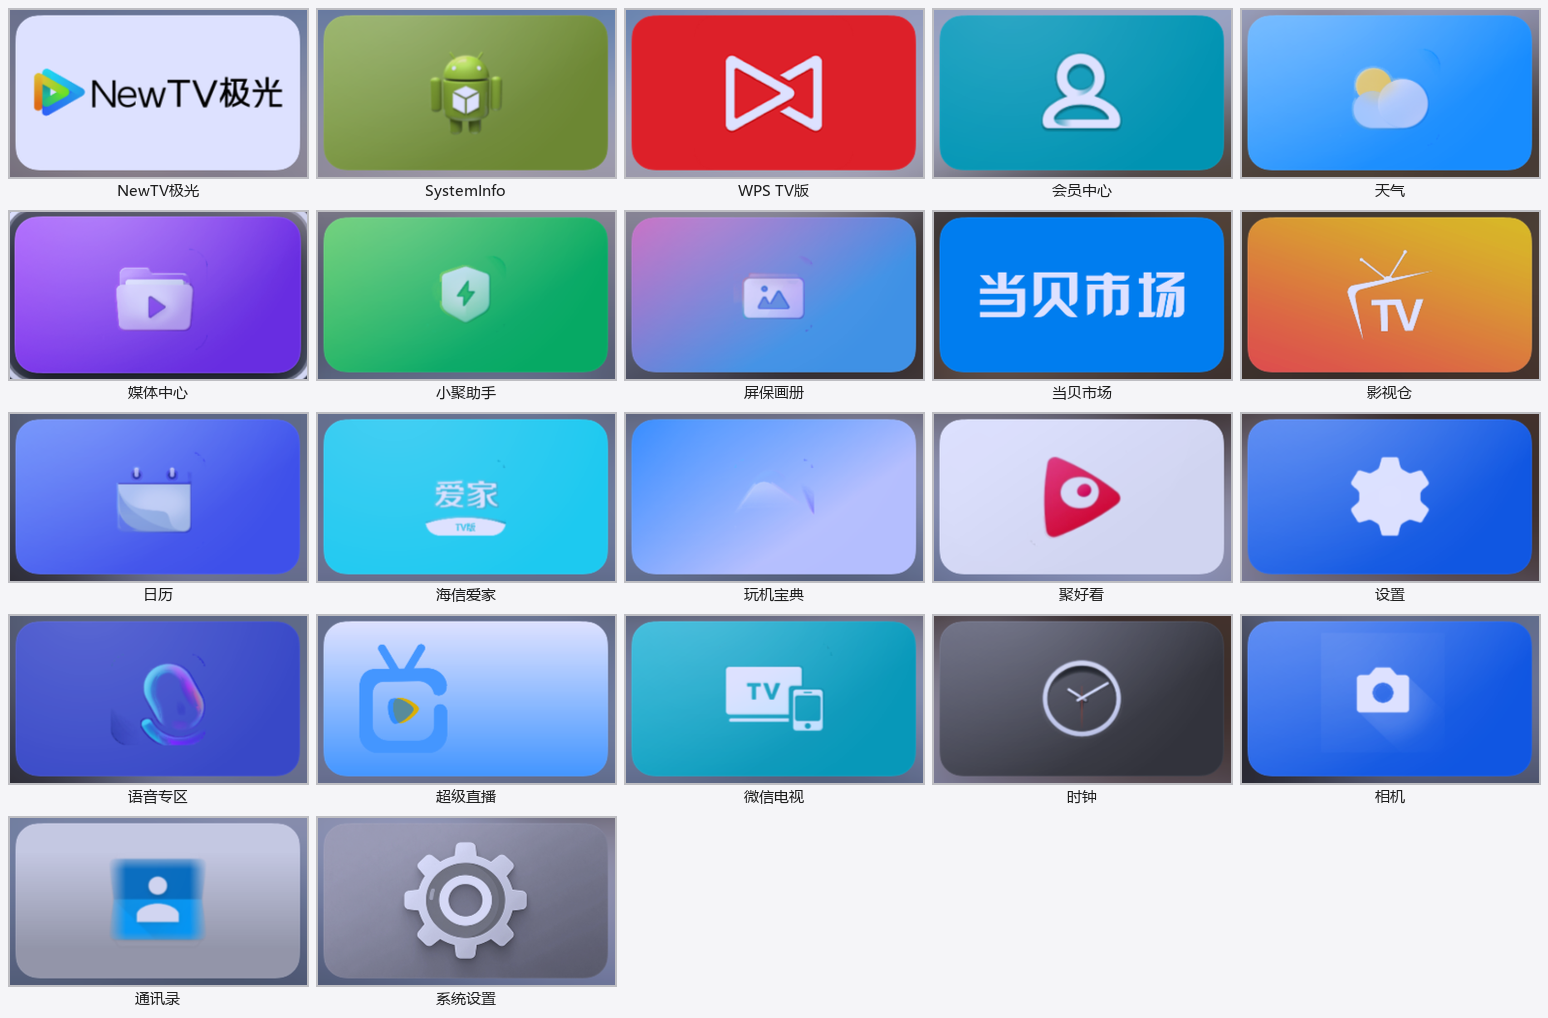 NewTV极光
NewTV极光
SystemInfo
WPS TV版
会员中心
天气
媒体中心
小聚助手
屏保画册
当贝市场
当贝市场
TV
影视仓
日历
爱家
TV版
海信爱家
玩机宝典
聚好看
设置
语音专区
超级直播
TV
微信电视
时钟
相机
通讯录
系统设置